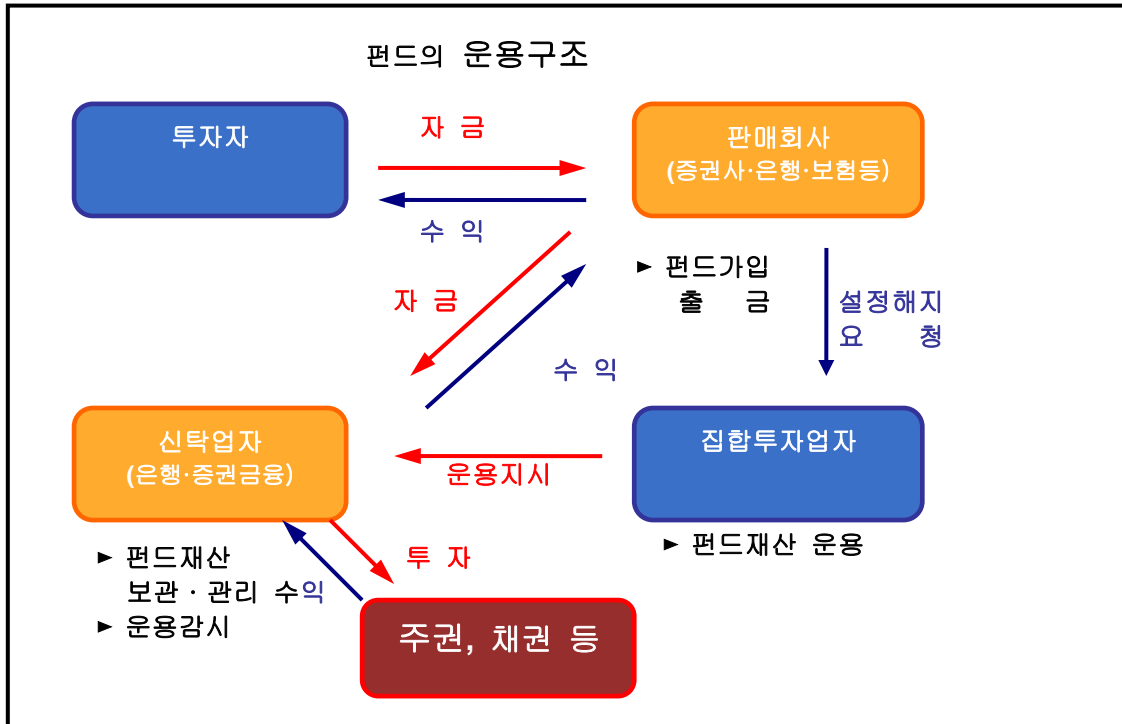 펀드의 운용구조
투자자
자 금
판매회사
(증권사·은행·보험등)
수 익
► 펀드가입
출 금
설정해지
요 청
자 금
수 익
신탁업자
(은행·증권금융)
운용지시
집합투자업자
► 펀드재산 운용
► 펀드재산
보관 · 관리 수익
► 운용감시
투 자
주권, 채권 등